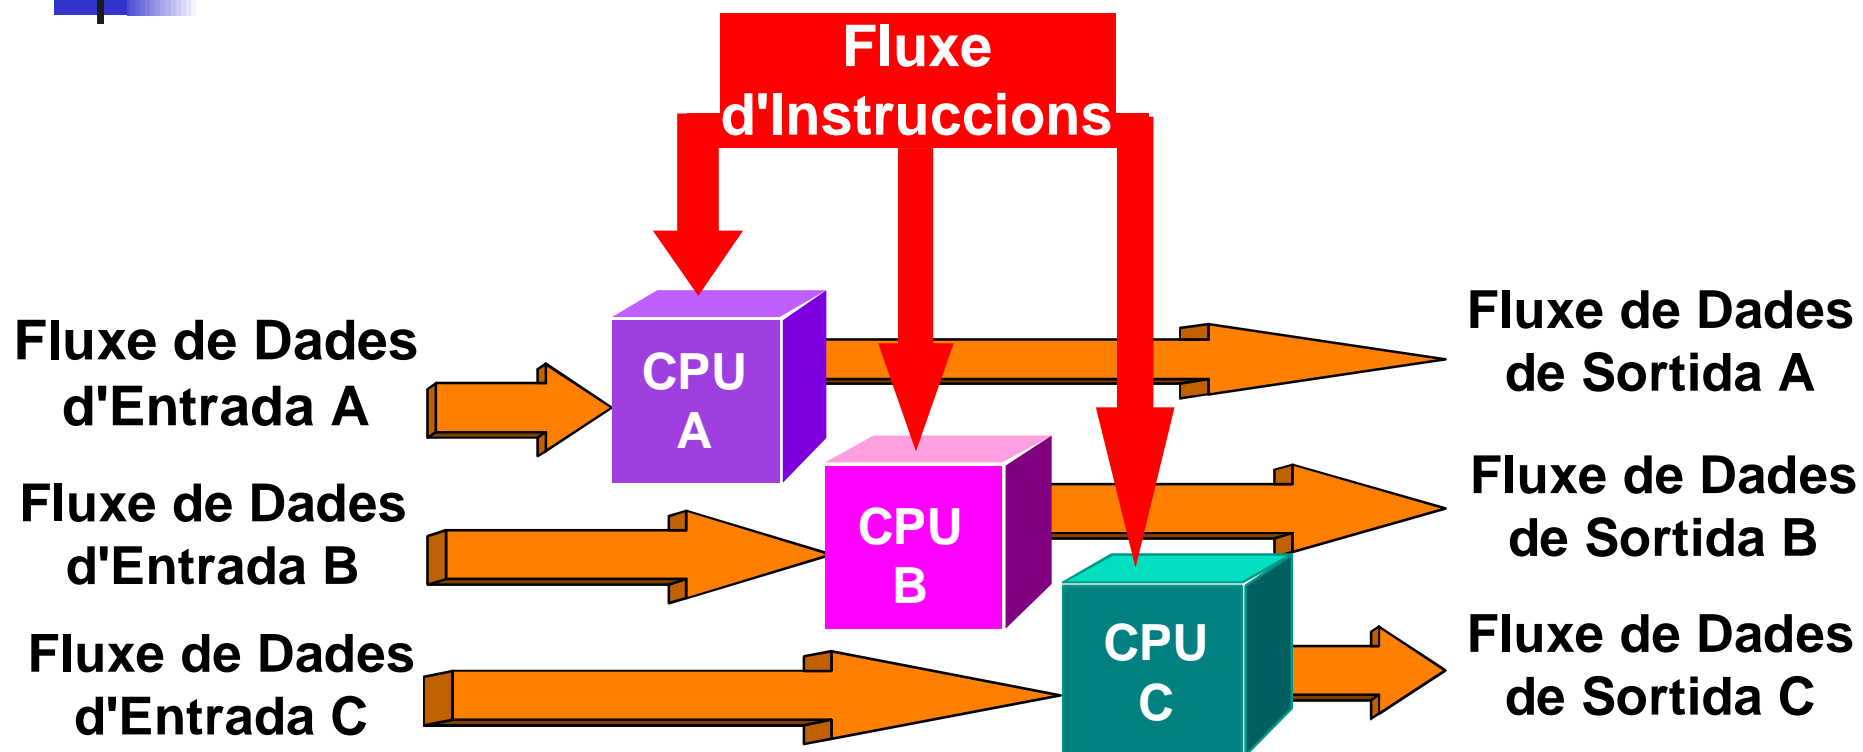 Fluxe
d'Instruccions
Fluxe de Dades
d'Entrada A
CPU
A
Fluxe de Dades
de Sortida A
Fluxe de Dades
d'Entrada B
CPU
B
Fluxe de Dades
de Sortida B
Fluxe de Dades
d'Entrada C
CPU
C
Fluxe de Dades
de Sortida C